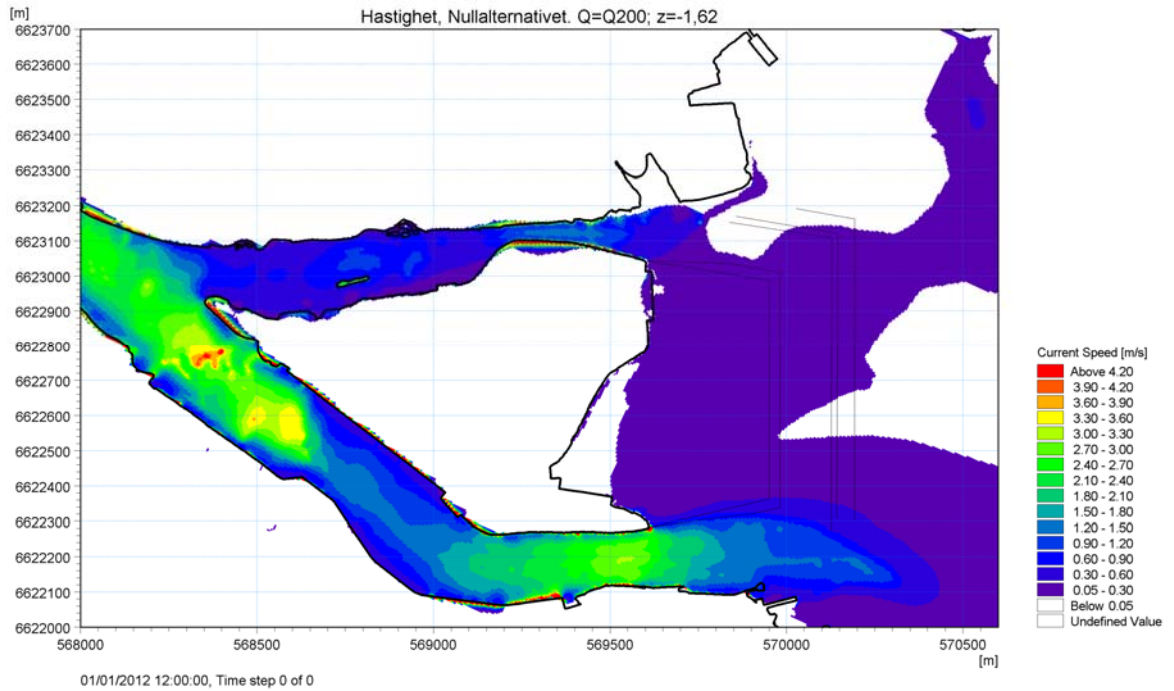 Hastighet, Nullalternativet. Q=Q200; z=-1,62
[m]
6623700
6623600
6623500
6623400
6623300
6623200
6623100
6623000
6622900
6622800
6622700
6622600
6622500
6622400
6622300
6622200
6622100
6622000
568000 568500 569000 569500 570000 570500
[m]
[m]
Current Speed [m/s]
Above 4.20
3.90 - 4.20
3.60 - 3.90
3.30 - 3.60
3.00 - 3.30
2.70 - 3.00
2.40 - 2.70
2.10 - 2.40
1.80 - 2.10
1.50 - 1.80
1.20 - 1.50
0.90 - 1.20
0.60 - 0.90
0.30 - 0.60
0.05 - 0.30
Below 0.05
Undefined Value
01/01/2012 12:00:00, Time step 0 of 0